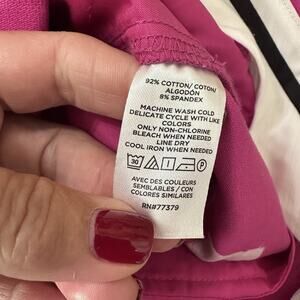 92% COTTON/ COTON/
ALGODÓN
8% SPANDEX
MACHINE WASH COLD
DELICATE CYCLE WITH LIKE
COLORS
ONLY NON-CHLORINE
BLEACH WHEN NEEDED
LINE DRY
COOL IRON WHEN NEEDED
30 P
AVEC DES COULEURS
SEMBLABLES / CON
COLORES SIMILARES
RN#77379